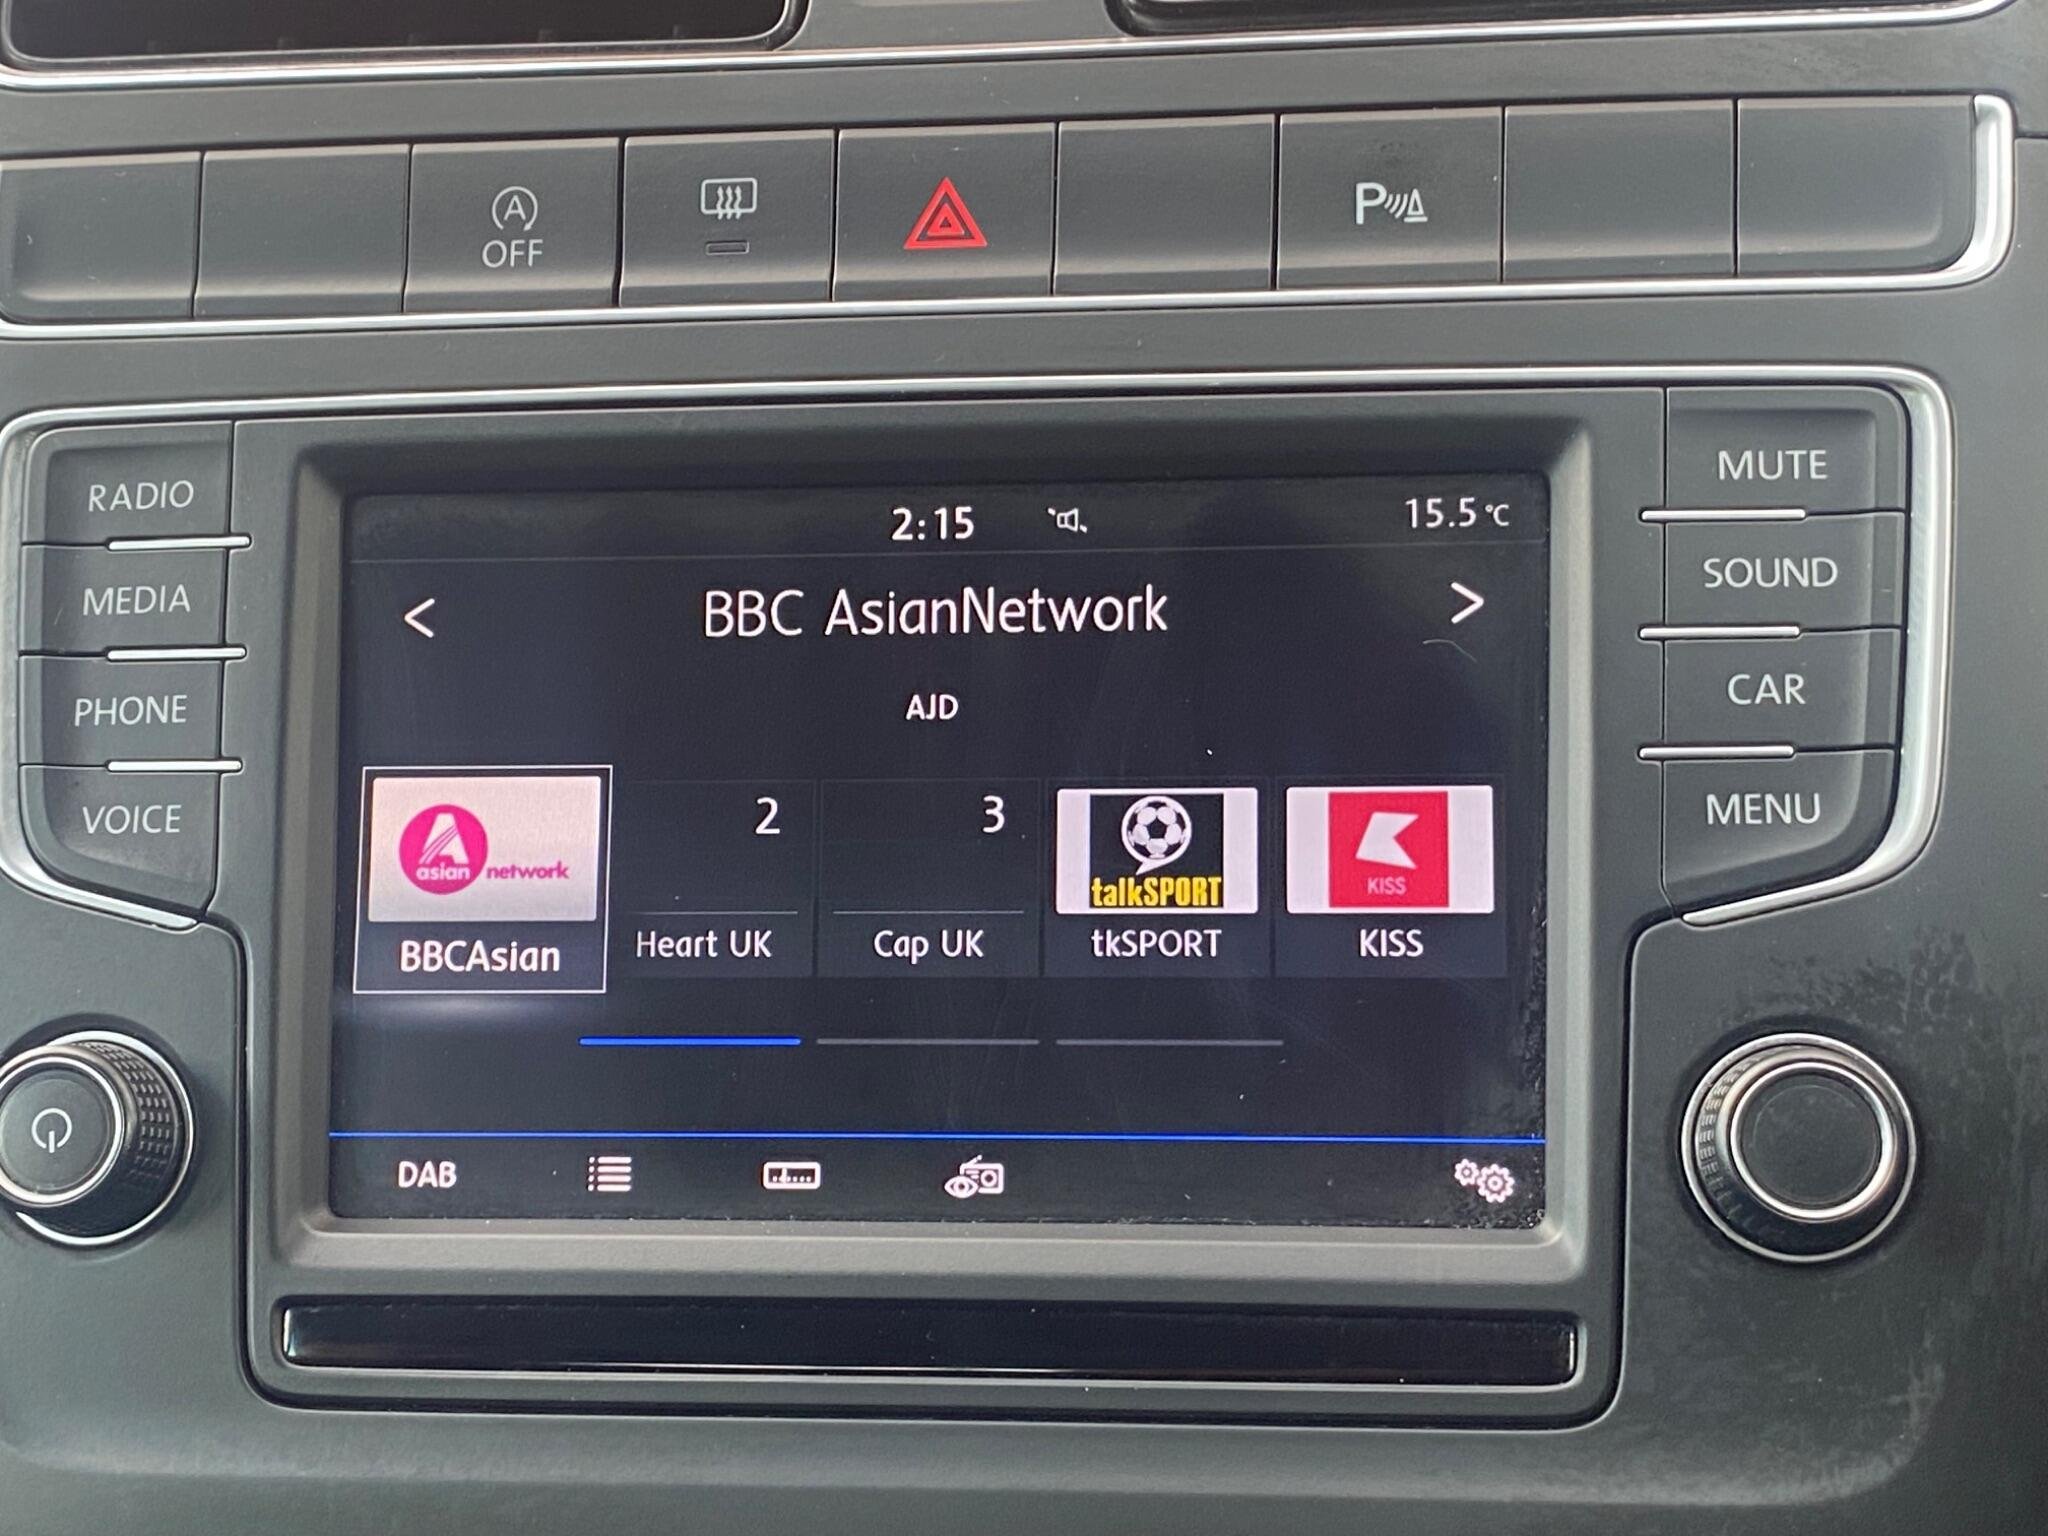 A
OFF
P
RADIO
MEDIA
PHONE
VOICE
2:15
15.5 °C
< BBC AsianNetwork >
AJD
A
asian network
BBCAsian
2
Heart UK
3
Cap UK
talkSPORT
tkSPORT
KISS
KISS
DAB
MUTE
SOUND
CAR
MENU